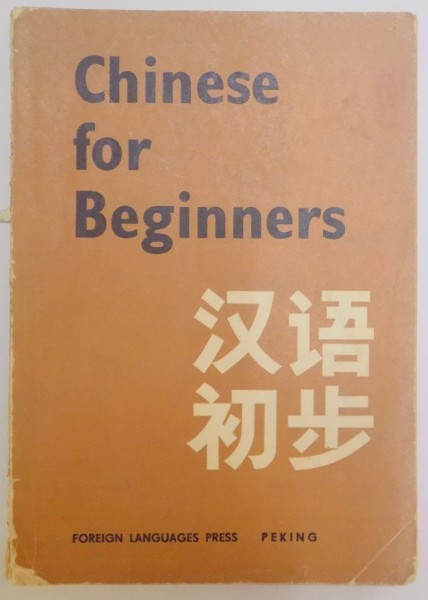 Chinese
for
Beginners
汉语
初步
FOREIGN LANGUAGES PRESS PEKING